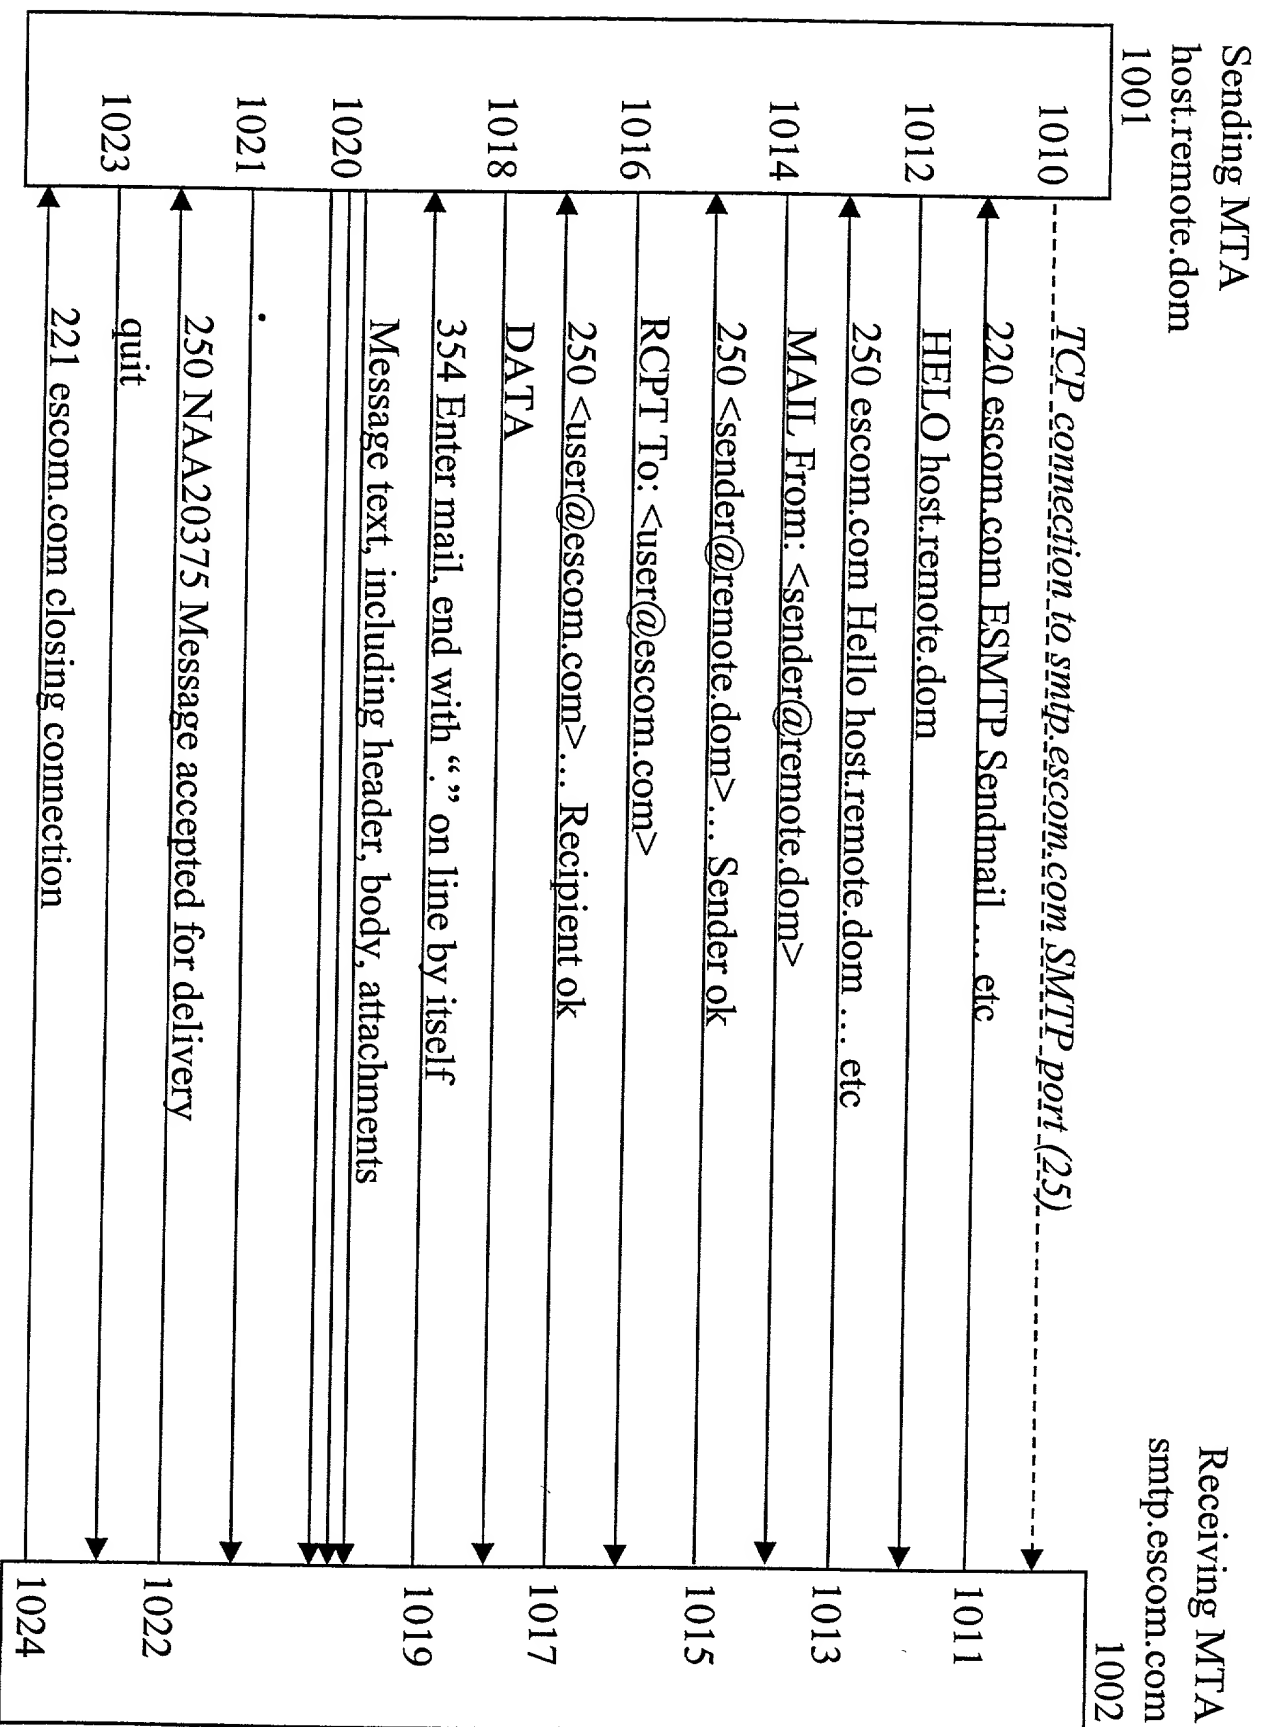 Sending MTA
host.remote.dom
1001
Receiving MTA
smtp.escom.com
1002
1010
TCP connection to smtp.escom.com SMTP port (25)
220 escom.com ESMTP Sendmail … etc
1011
1012
HELO host.remote.dom
250 escom.com Hello host.remote.dom … etc
1013
1014
MAIL From: <sender@remote.dom>
250 <sender@remote.dom>… Sender ok
1015
1016
RCPT To: <user@escom.com>
250 <user@escom.com>… Recipient ok
1017
1018
DATA
354 Enter mail, end with “.” on line by itself
1019
1020
Message text, including header, body, attachments
1021
.
250 NAA20375 Message accepted for delivery
1022
1023
quit
221 escom.com closing connection
1024